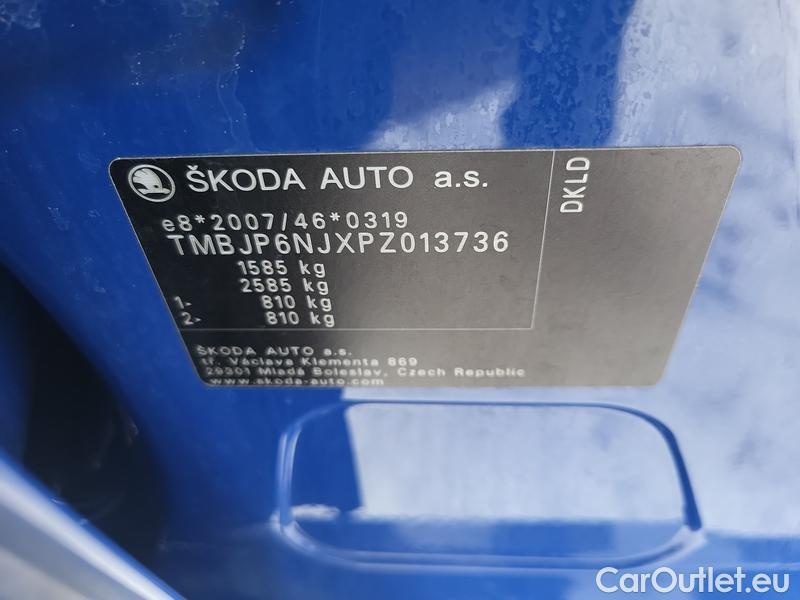 ŠKODA AUTO a.s.
DKLD
e8*2007/46*0319
TMBJP6NJXPZ013736
1585 kg
2585 kg
1- 810 kg
2- 810 kg
ŠKODA AUTO a.s.
tř. Václava Klementa 869
29301 Mladá Boleslav, Czech Republic
www.skoda-auto.com
CarOutlet.eu